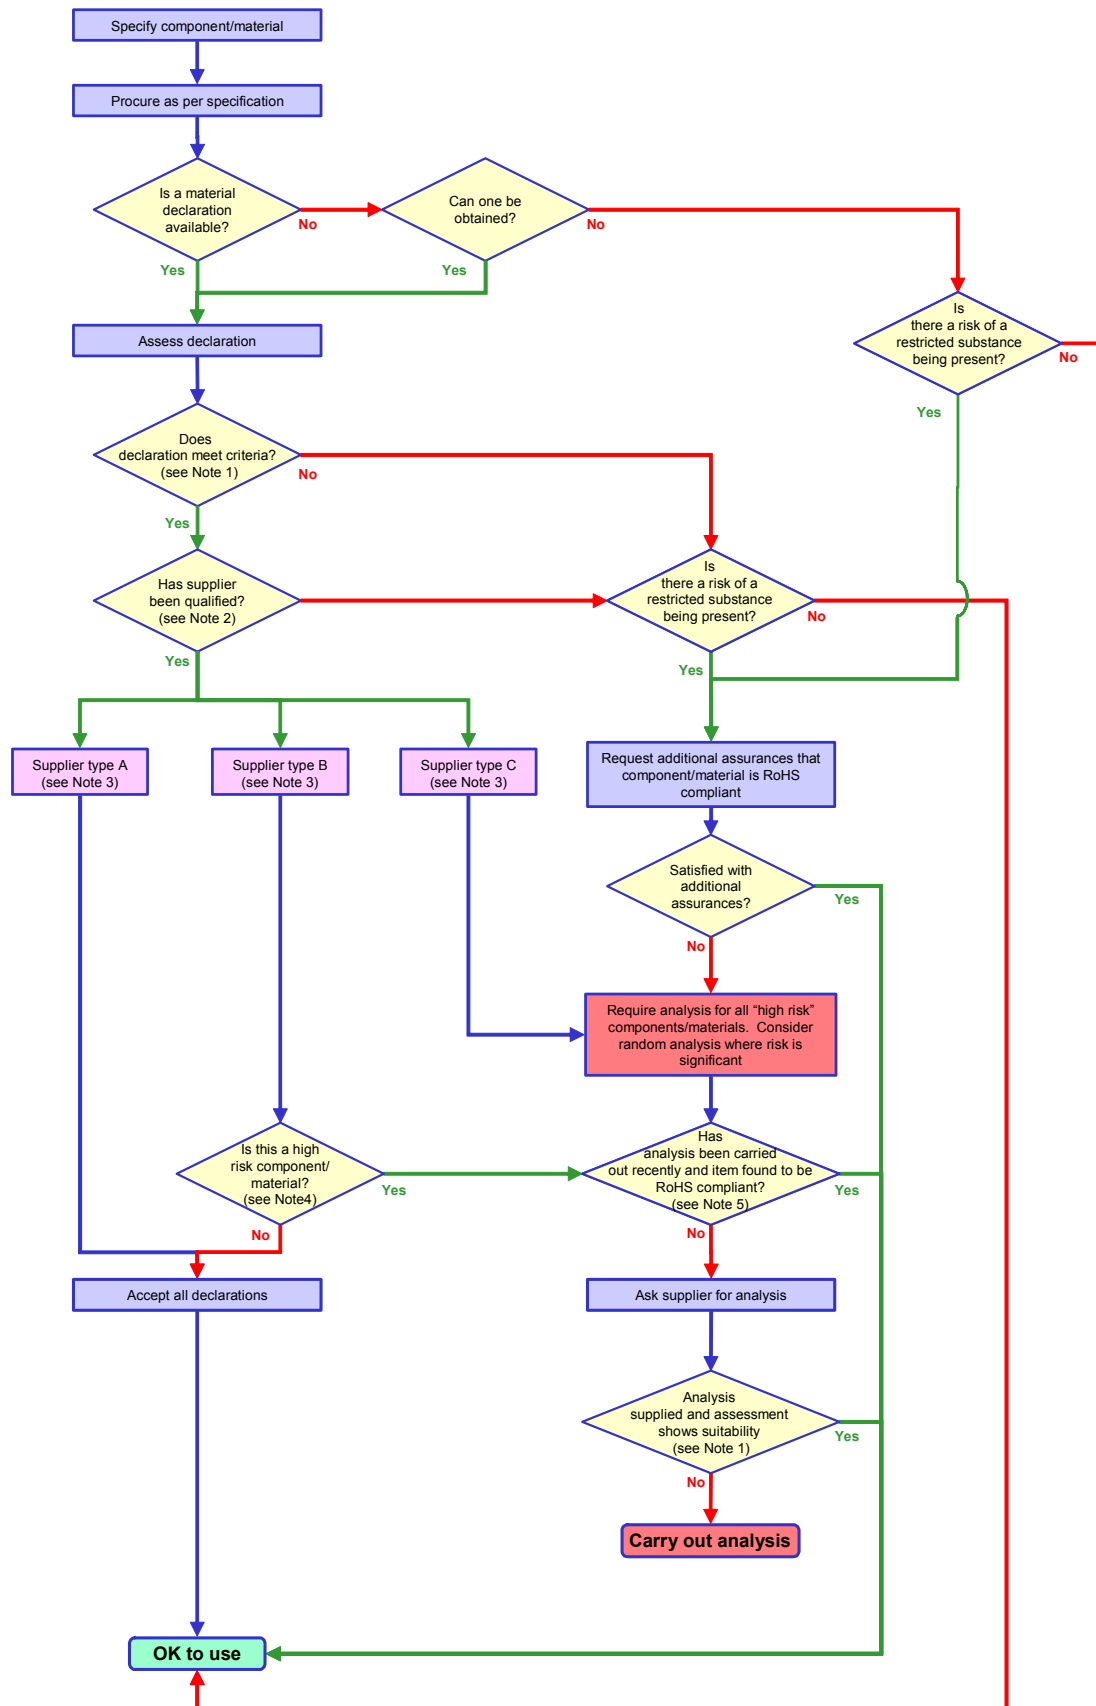 Specify component/material
Procure as per specification
Is a material
declaration
available?
No
Can one be
obtained?
No
Yes
Yes
Is
there a risk of a
restricted substance
being present?
No
Yes
Assess declaration
Does
declaration meet criteria?
(see Note 1)
No
Yes
Has supplier
been qualified?
(see Note 2)
Is
there a risk of a
restricted substance
being present?
No
Yes
Yes
Supplier type A
(see Note 3)
Supplier type B
(see Note 3)
Supplier type C
(see Note 3)
Request additional assurances that
component/material is RoHS
compliant
Satisfied with
additional
assurances?
Yes
No
Require analysis for all “high risk”
components/materials. Consider
random analysis where risk is
significant
Is this a high
risk component/
material?
(see Note4)
Yes
No
Has
analysis been carried
out recently and item found to be
RoHS compliant?
(see Note 5)
Yes
No
Accept all declarations
Ask supplier for analysis
Analysis
supplied and assessment
shows suitability
(see Note 1)
Yes
No
Carry out analysis
OK to use